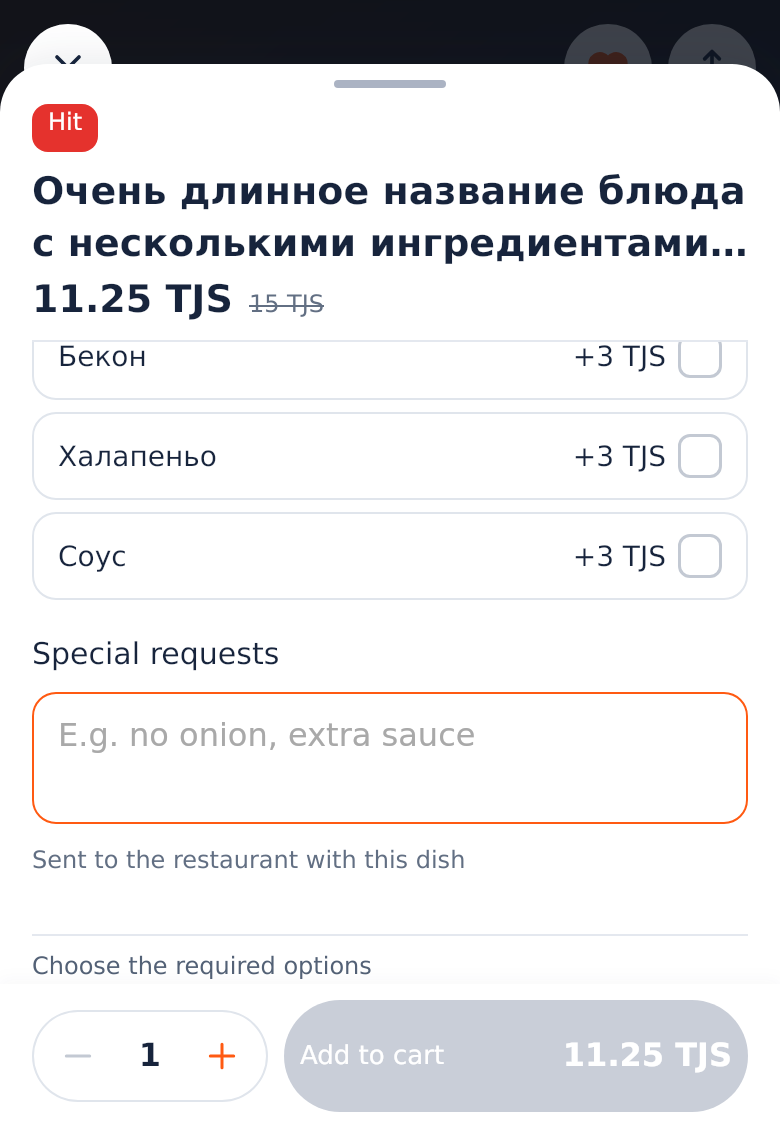 Hit
Очень длинное название блюда
с несколькими ингредиентами…
11.25 TJS 15 TJS
Бекон +3 TJS
Халапеньо +3 TJS
Соус +3 TJS
Special requests
E.g. no onion, extra sauce
Sent to the restaurant with this dish
Choose the required options
1 Add to cart 11.25 TJS